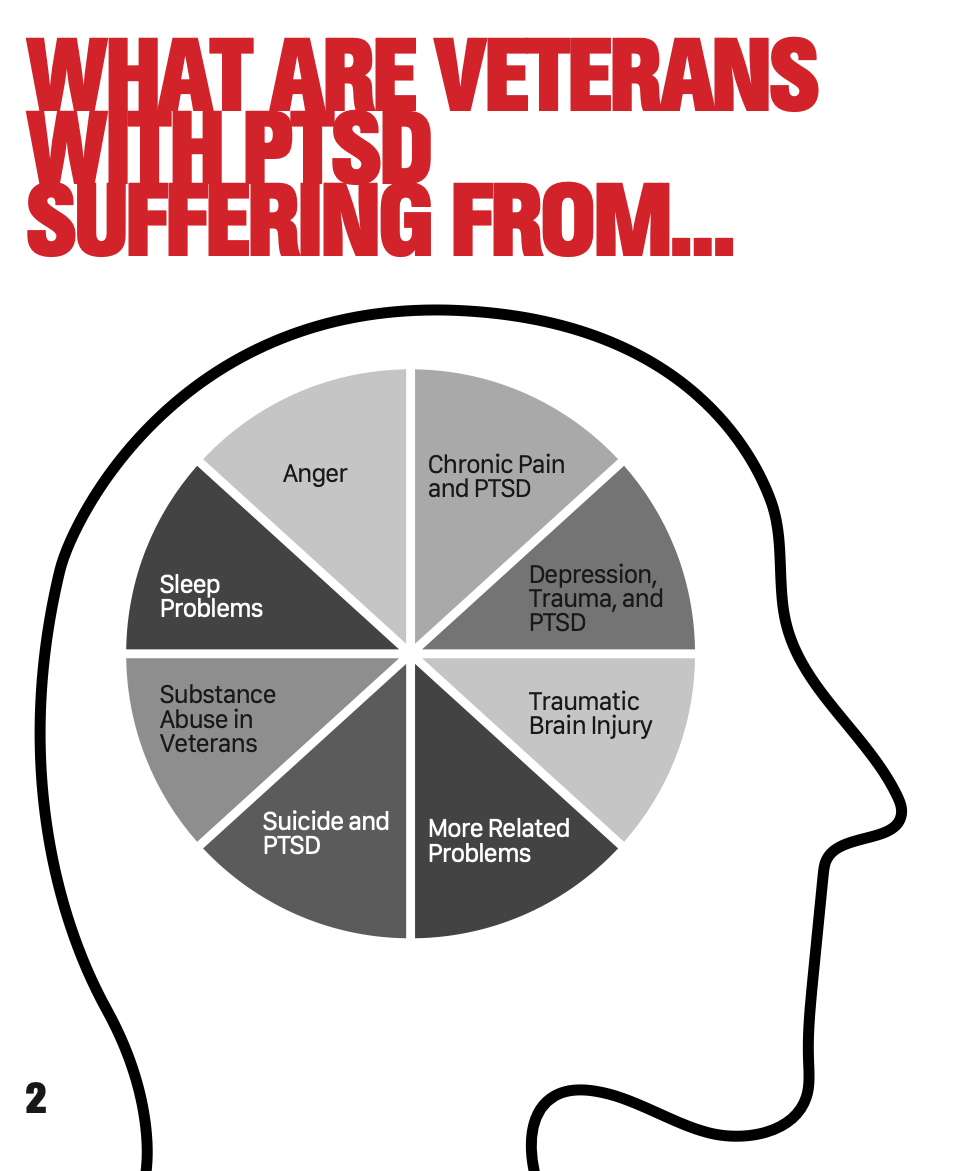 WHAT ARE VETERANS
WITH PTSD
SUFFERING FROM...
Anger
Chronic Pain
and PTSD
Sleep
Problems
Depression,
Trauma, and
PTSD
Substance
Abuse in
Veterans
Traumatic
Brain Injury
Suicide and
PTSD
More Related
Problems
2